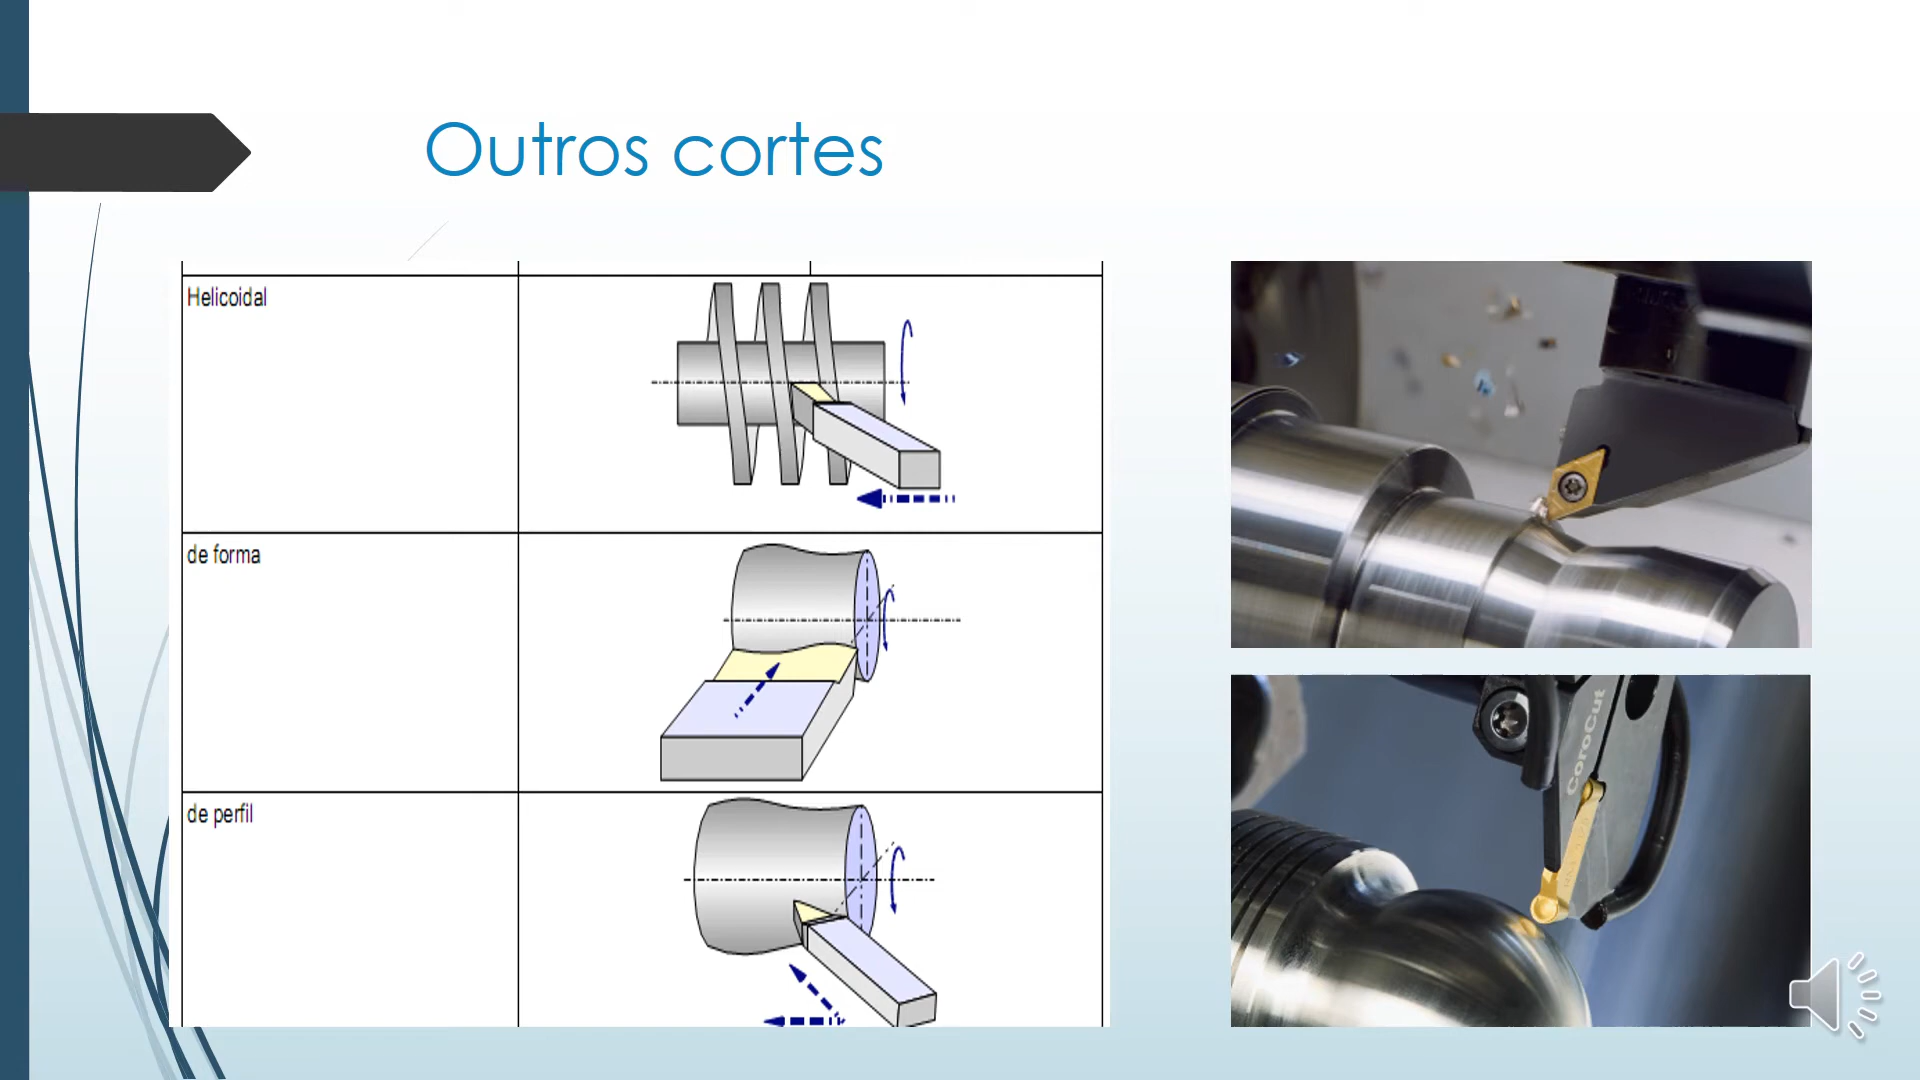 Outros cortes
Helicoidal
de forma
de perfil
CoroCut